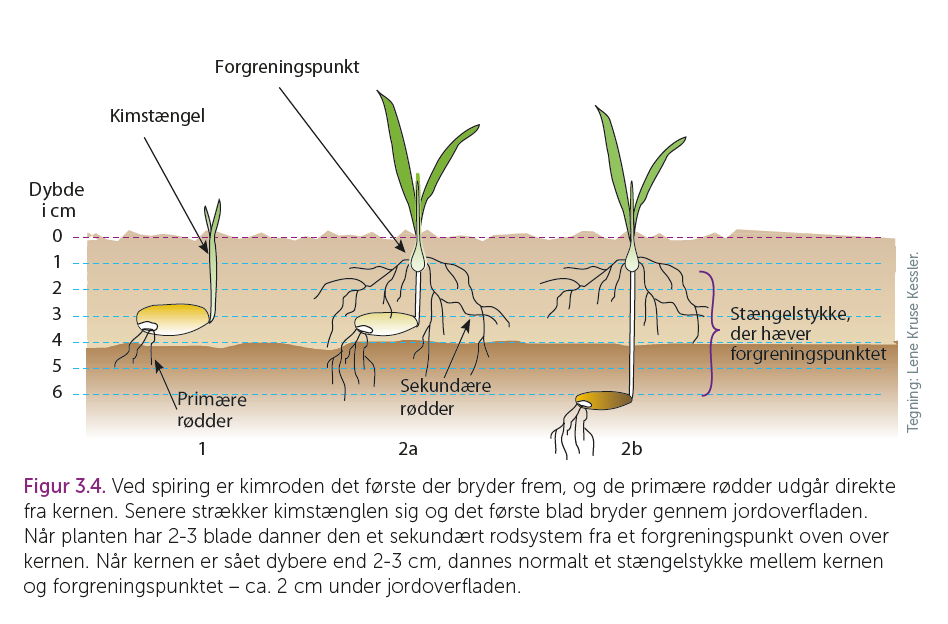 Forgreningspunkt
Kimstængel
Dybde
i cm
0
1
2
3
4
5
6
Stængelstykke,
der hæver
forgreningspunktet
Primære
rødder
Sekundære
rødder
1
2a
2b
Tegning: Lene Kruse Kessler.
Figur 3.4. Ved spiring er kimroden det første der bryder frem, og de primære rødder udgår direkte
fra kernen. Senere strækker kimstænglen sig og det første blad bryder gennem jordoverfladen.
Når planten har 2-3 blade danner den et sekundært rodsystem fra et forgreningspunkt oven over
kernen. Når kernen er sået dybere end 2-3 cm, dannes normalt et stængelstykke mellem kernen
og forgreningspunktet – ca. 2 cm under jordoverfladen.